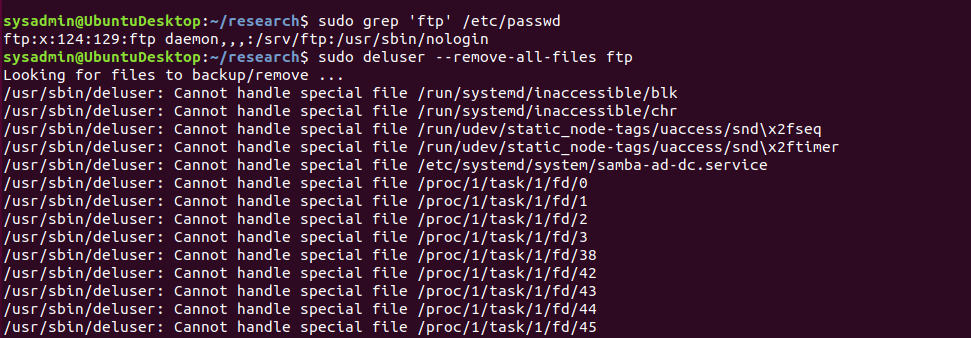 sysadmin@UbuntuDesktop:~/research$ sudo grep 'ftp' /etc/passwd
ftp:x:124:129:ftp daemon,,,:/srv/ftp:/usr/sbin/nologin
sysadmin@UbuntuDesktop:~/research$ sudo deluser --remove-all-files ftp
Looking for files to backup/remove ...
/usr/sbin/deluser: Cannot handle special file /run/systemd/inaccessible/blk
/usr/sbin/deluser: Cannot handle special file /run/systemd/inaccessible/chr
/usr/sbin/deluser: Cannot handle special file /run/udev/static_node-tags/uaccess/snd\x2fseq
/usr/sbin/deluser: Cannot handle special file /run/udev/static_node-tags/uaccess/snd\x2ftimer
/usr/sbin/deluser: Cannot handle special file /etc/systemd/system/samba-ad-dc.service
/usr/sbin/deluser: Cannot handle special file /proc/1/task/1/fd/0
/usr/sbin/deluser: Cannot handle special file /proc/1/task/1/fd/1
/usr/sbin/deluser: Cannot handle special file /proc/1/task/1/fd/2
/usr/sbin/deluser: Cannot handle special file /proc/1/task/1/fd/3
/usr/sbin/deluser: Cannot handle special file /proc/1/task/1/fd/38
/usr/sbin/deluser: Cannot handle special file /proc/1/task/1/fd/42
/usr/sbin/deluser: Cannot handle special file /proc/1/task/1/fd/43
/usr/sbin/deluser: Cannot handle special file /proc/1/task/1/fd/44
/usr/sbin/deluser: Cannot handle special file /proc/1/task/1/fd/45